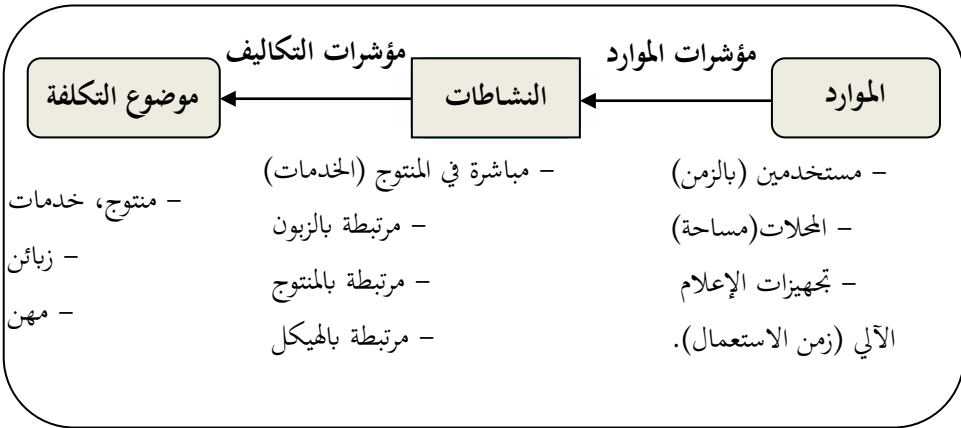 مؤشرات الموارد
مؤشرات التكاليف
الموارد
النشاطات
موضوع التكلفة
– مستخدمين (بالزمن)
– المحلات(مساحة)
– تجهيزات الإعلام
الآلي (زمن الاستعمال).
– مباشرة في المنتوج (الخدمات)
– مرتبطة بالزبون
– مرتبطة بالمنتوج
– مرتبطة بالهيكل
– منتوج، خدمات
– زبائن
– مهن